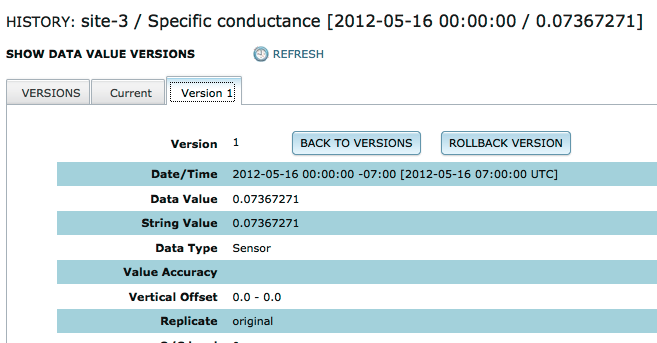 HISTORY: site-3 / Specific conductance [2012-05-16 00:00:00 / 0.07367271]
SHOW DATA VALUE VERSIONS REFRESH
VERSIONS Current Version 1
Version 1 BACK TO VERSIONS ROLLBACK VERSION
Date/Time 2012-05-16 00:00:00 -07:00 [2012-05-16 07:00:00 UTC]
Data Value 0.07367271
String Value 0.07367271
Data Type Sensor
Value Accuracy
Vertical Offset 0.0 - 0.0
Replicate original